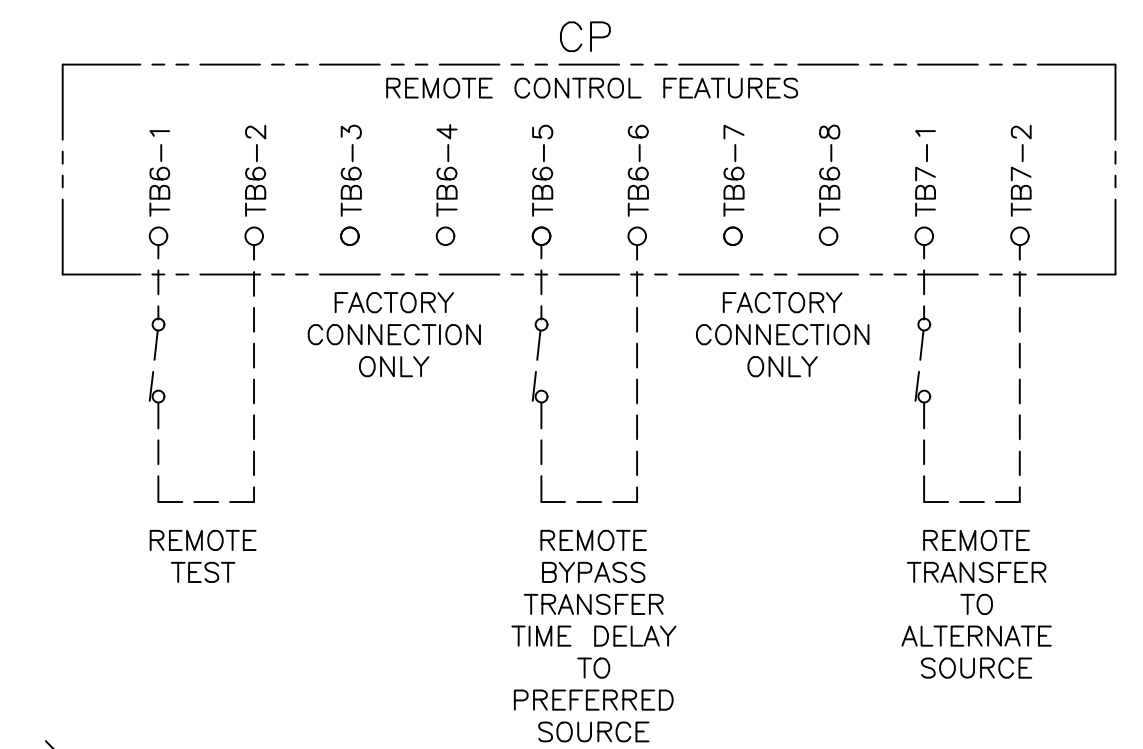 CP
REMOTE CONTROL FEATURES
TB6-1
TB6-2
TB6-3
TB6-4
TB6-5
TB6-6
TB6-7
TB6-8
TB7-1
TB7-2
FACTORY
CONNECTION
ONLY
FACTORY
CONNECTION
ONLY
REMOTE
TEST
REMOTE
BYPASS
TRANSFER
TIME DELAY
TO
PREFERRED
SOURCE
REMOTE
TRANSFER
TO
ALTERNATE
SOURCE